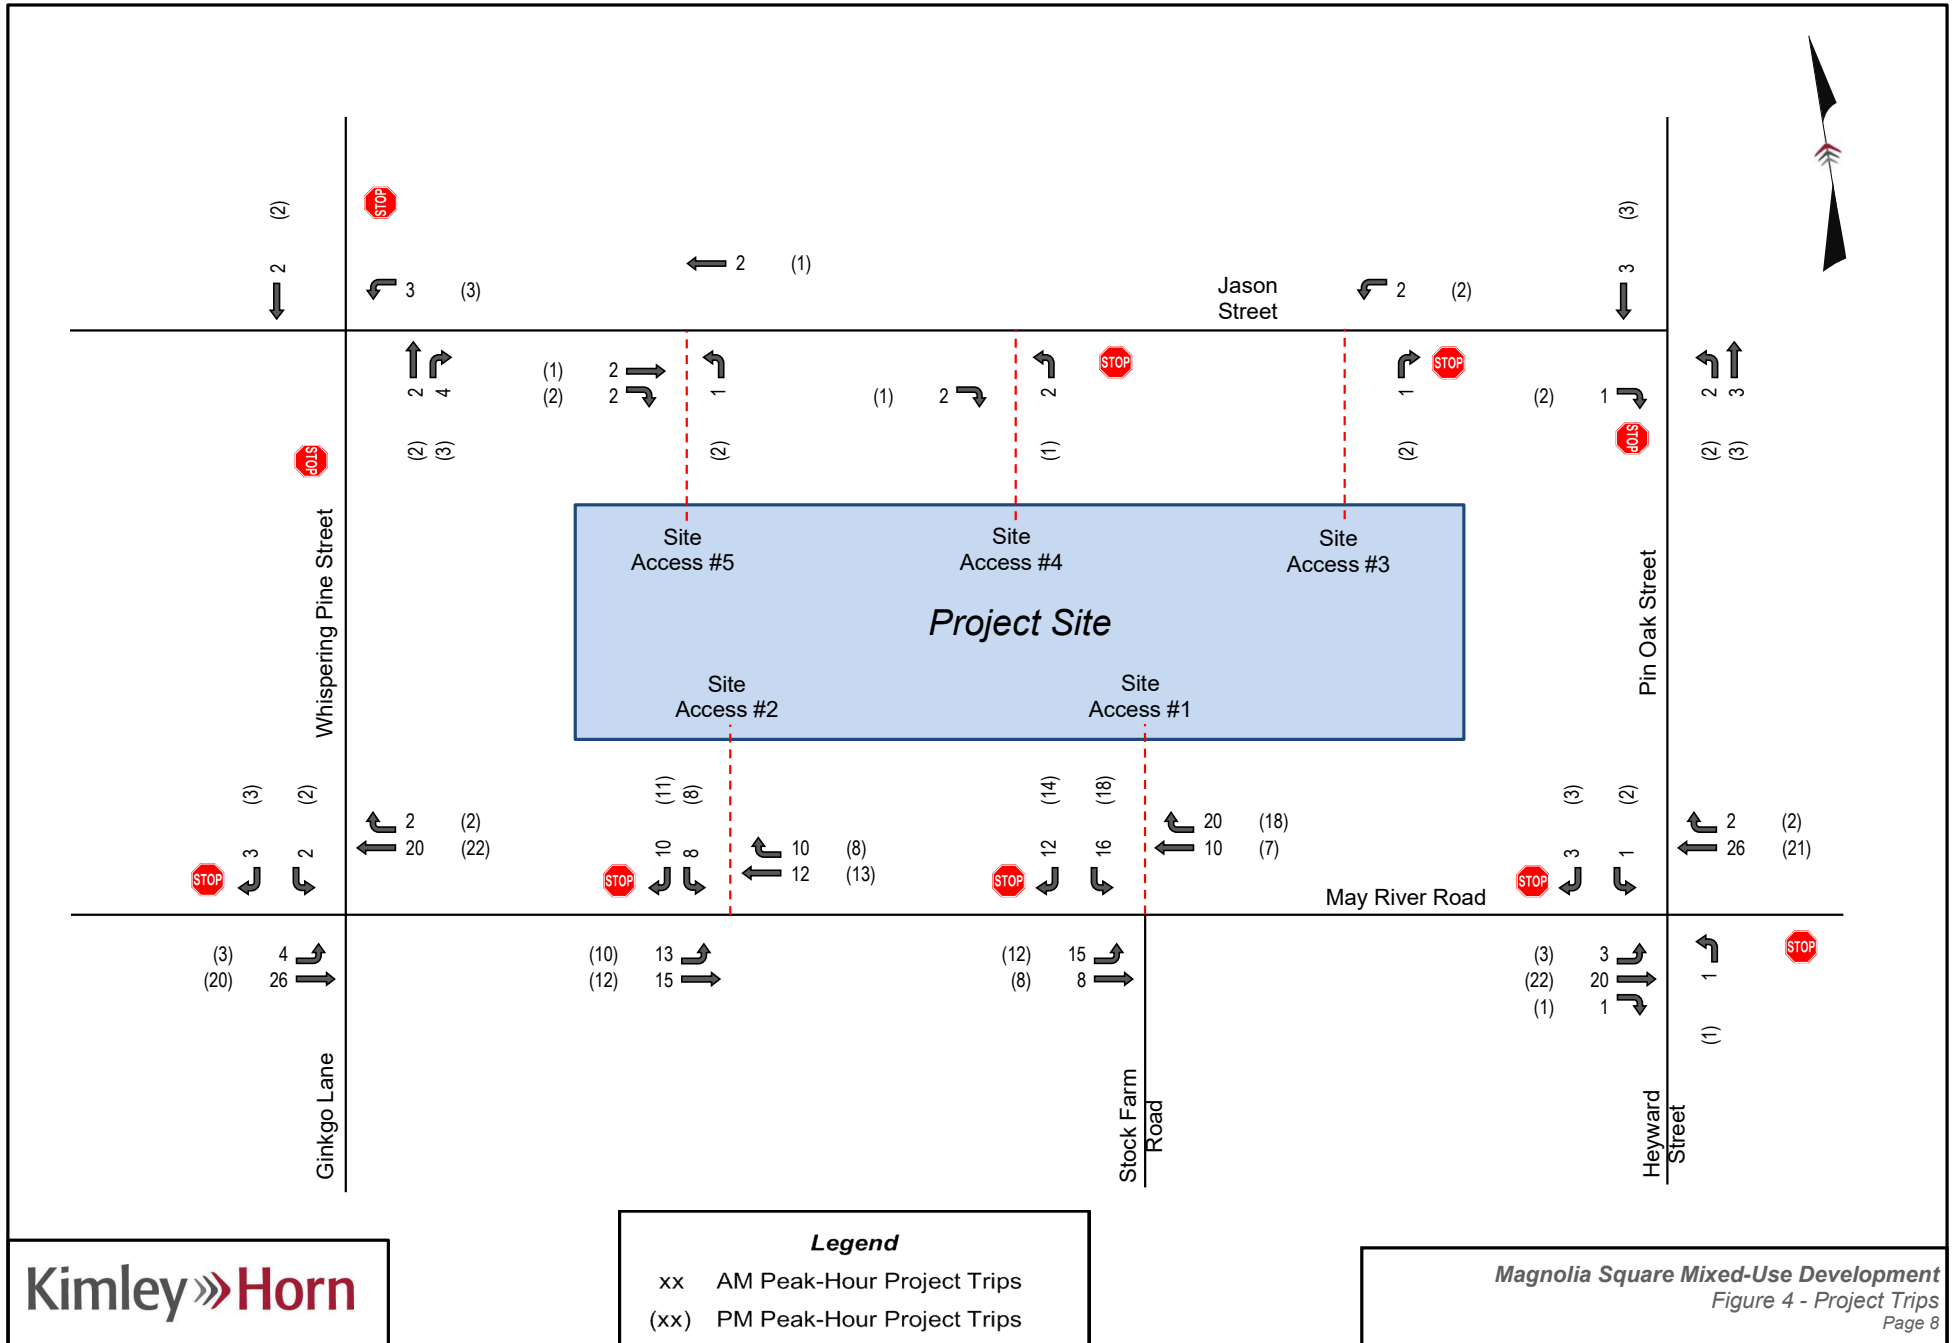 (2)
STOP
(3)
2
2 (1)
3
3 (3)
Jason
Street
2 (2)
(1) 2
(2) 2
2
4
1
(1) 2
2
STOP
1
STOP
(2) 1
2
3
(2)
(3)
(2)
(1)
(2)
STOP
(2)
(3)
STOP
Site
Access #5
Site
Access #4
Site
Access #3
Project Site
Whispering Pine Street
Pin Oak Street
Site
Access #2
Site
Access #1
(3)
(2)
(11)
(8)
(14)
(18)
(3)
(2)
2 (2)
20 (22)
10 (8)
12 (13)
20 (18)
10 (7)
2 (2)
26 (21)
3
2
10
8
12
16
3
1
STOP
STOP
STOP
STOP
May River Road
(3) 4
(20) 26
(10) 13
(12) 15
(12) 15
(8) 8
(3) 3
(22) 20
(1) 1
1
STOP
(1)
Ginkgo Lane
Stock Farm
Road
Heyward
Street
Kimley Horn
Legend
xx AM Peak-Hour Project Trips
(xx) PM Peak-Hour Project Trips
Magnolia Square Mixed-Use Development
Figure 4 - Project Trips
Page 8